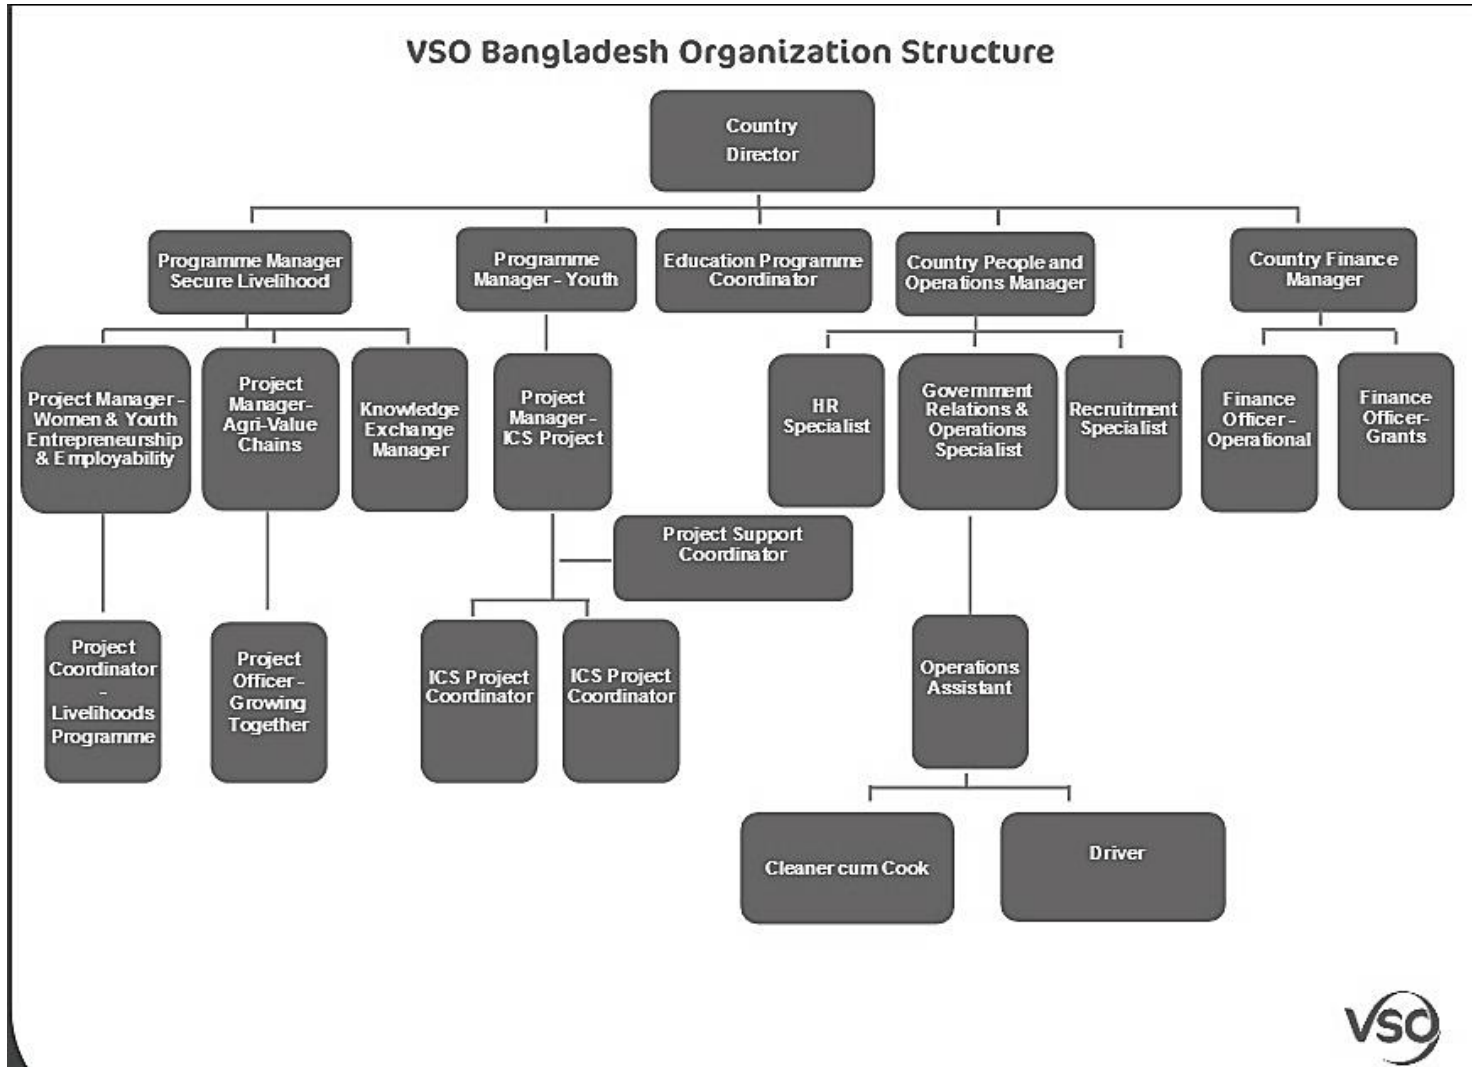 VSO Bangladesh Organization Structure
Country
Director
Programme Manager
Secure Livelihood
Programme
Manager - Youth
Education Programme
Coordinator
Country People and
Operations Manager
Country Finance
Manager
Project Manager -
Women & Youth
Entrepreneurship
& Employability
Project
Manager-
Agri-Value
Chains
Knowledge
Exchange
Manager
Project
Manager -
ICS Project
HR
Specialist
Government
Relations &
Operations
Specialist
Recruitment
Specialist
Finance
Officer -
Operational
Finance
Officer-
Grants
Project Support
Coordinator
Project
Coordinator
-
Livelihoods
Programme
Project
Officer -
Growing
Together
ICS Project
Coordinator
ICS Project
Coordinator
Operations
Assistant
Cleaner cum Cook
Driver
VSO